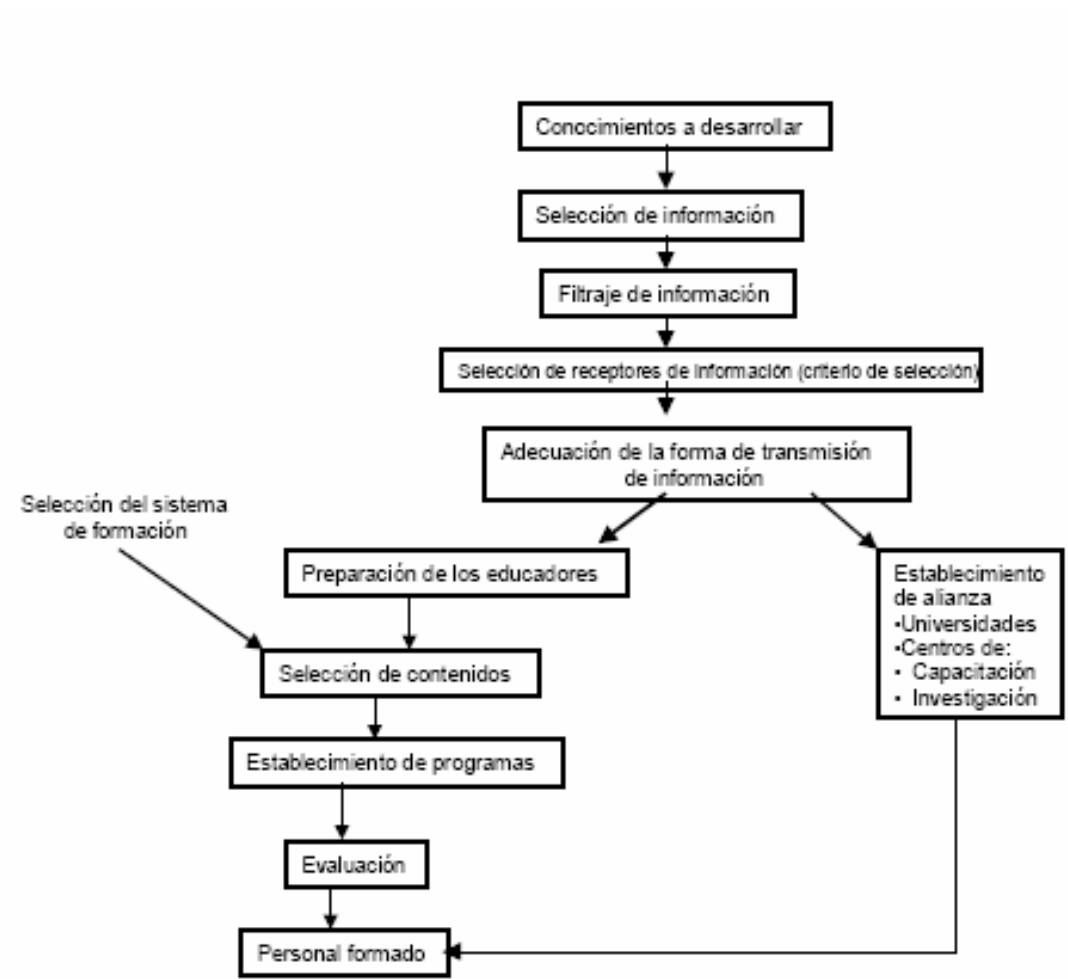 Conocimientos a desarrollar
Selección de información
Filtraje de información
Selección de receptores de información (criterio de selección)
Adecuación de la forma de transmisión
de información
Selección del sistema
de formación
Preparación de los educadores
Establecimiento
de alianza
•Universidades
•Centros de:
• Capacitación
• Investigación
Selección de contenidos
Establecimiento de programas
Evaluación
Personal formado